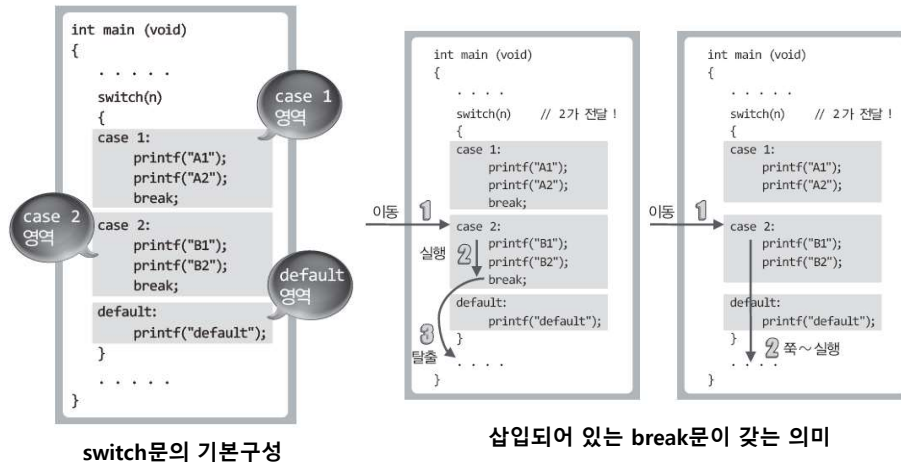 int main (void)
{
. . . . .
switch(n)
{
case 1:
printf("A1");
printf("A2");
break;
case 2:
printf("B1");
printf("B2");
break;
default:
printf("default");
}
. . . . .
}
case 1
영역
case 2
영역
default
영역
switch문의 기본구성
int main (void)
{
. . . .
switch(n) // 2가 전달 !
{
case 1:
printf("A1");
printf("A2");
break;
case 2:
printf("B1");
printf("B2");
break;
default:
printf("default");
}
. . . .
}
이동 1
실행 2
3
탈출
int main (void)
{
. . . . .
switch(n) // 2가 전달 !
{
case 1:
printf("A1");
printf("A2");
case 2:
printf("B1");
printf("B2");
default:
printf("default");
}
. . . .
}
이동 1
2 쭉~실행
삽입되어 있는 break문이 갖는 의미